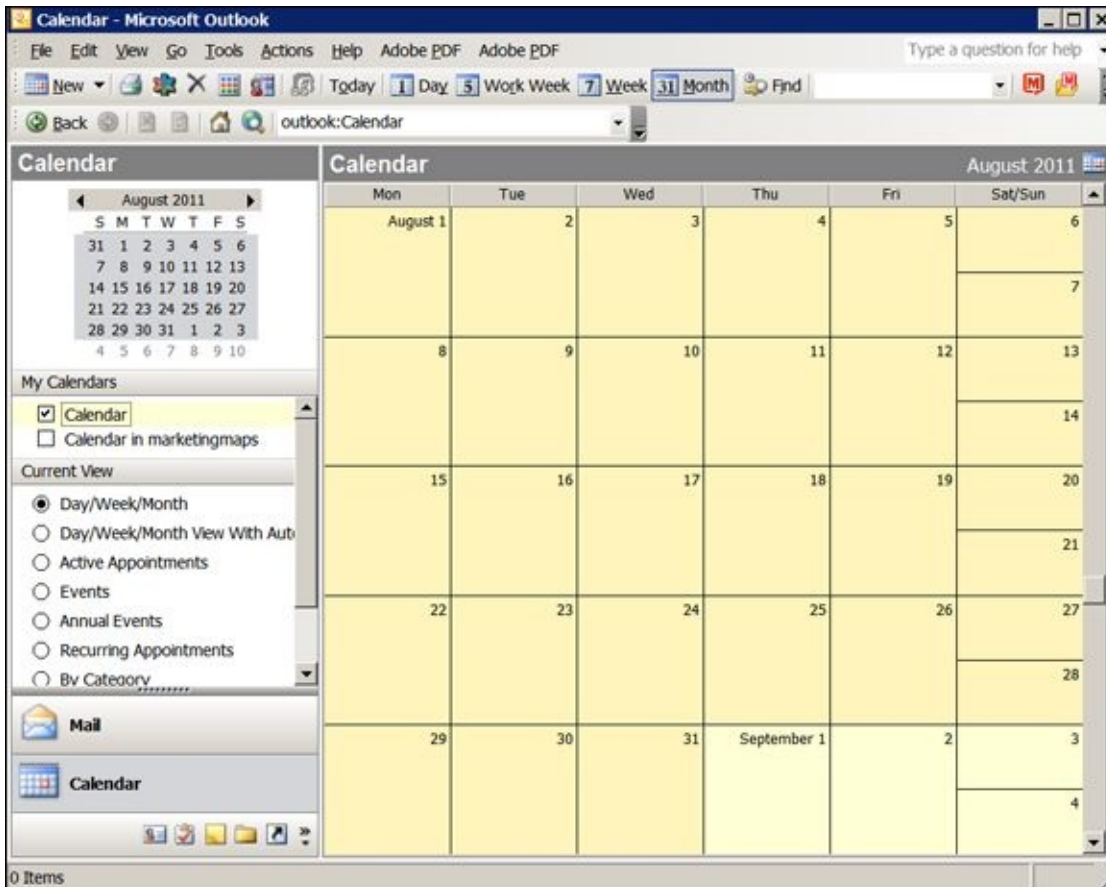 Calendar - Microsoft Outlook
File Edit View Go Tools Actions Help Adobe PDF Adobe PDF Type a question for help
New Today 1 Day 5 Work Week 7 Week 31 Month Find
Back outlook:Calendar
Calendar
August 2011
S M T W T F S
31 1 2 3 4 5 6
7 8 9 10 11 12 13
14 15 16 17 18 19 20
21 22 23 24 25 26 27
28 29 30 31 1 2 3
4 5 6 7 8 9 10
My Calendars
Calendar
Calendar in marketingmaps
Current View
Day/Week/Month
Day/Week/Month View With Aut
Active Appointments
Events
Annual Events
Recurring Appointments
By Category
Mail
Calendar
Calendar August 2011
Mon Tue Wed Thu Fri Sat/Sun
August 1 2 3 4 5 6
7
8 9 10 11 12 13
14
15 16 17 18 19 20
21
22 23 24 25 26 27
28
29 30 31 September 1 2 3
4
0 Items